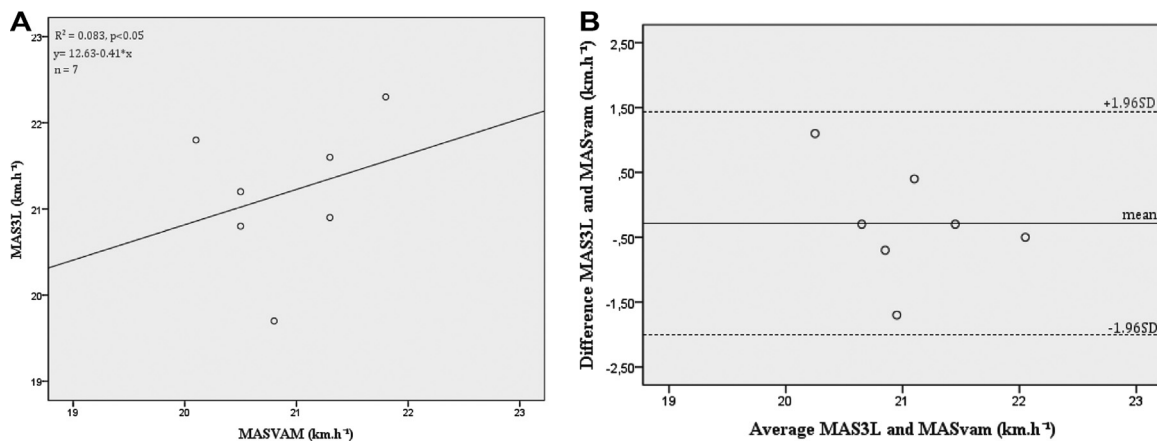 A
R² = 0.083, p<0.05
y= 12.63-0.41*x
n = 7
23
22
21
20
19
MAS3L (km.h⁻¹)
19 20 21 22 23
MASVAM (km.h⁻¹)
B
2,50
1,50
,50
-,50
-1,50
-2,50
Difference MAS3L and MASvam (km.h⁻¹)
+1.96SD
mean
-1.96SD
19 20 21 22 23
Average MAS3L and MASvam (km.h⁻¹)